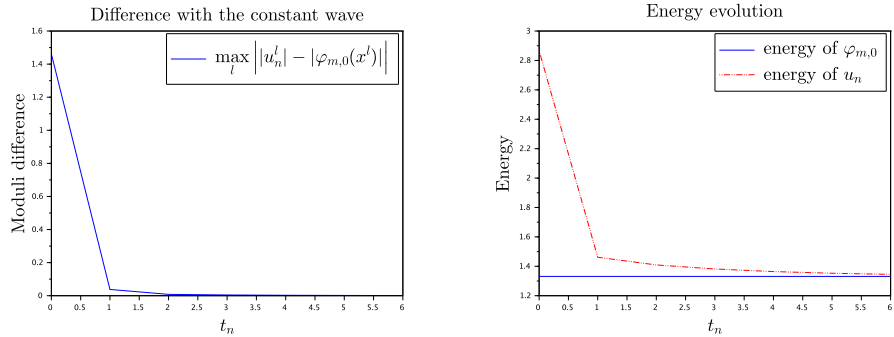 Difference with the constant wave
max_l ||u_n^l| − |φ_{m,0}(x^l)||
Moduli difference
1.6
1.4
1.2
1
0.8
0.6
0.4
0.2
0
0 0.5 1 1.5 2 2.5 3 3.5 4 4.5 5 5.5 6
t_n
Energy evolution
energy of φ_{m,0}
energy of u_n
Energy
3
2.8
2.6
2.4
2.2
2
1.8
1.6
1.4
1.2
0 0.5 1 1.5 2 2.5 3 3.5 4 4.5 5 5.5 6
t_n